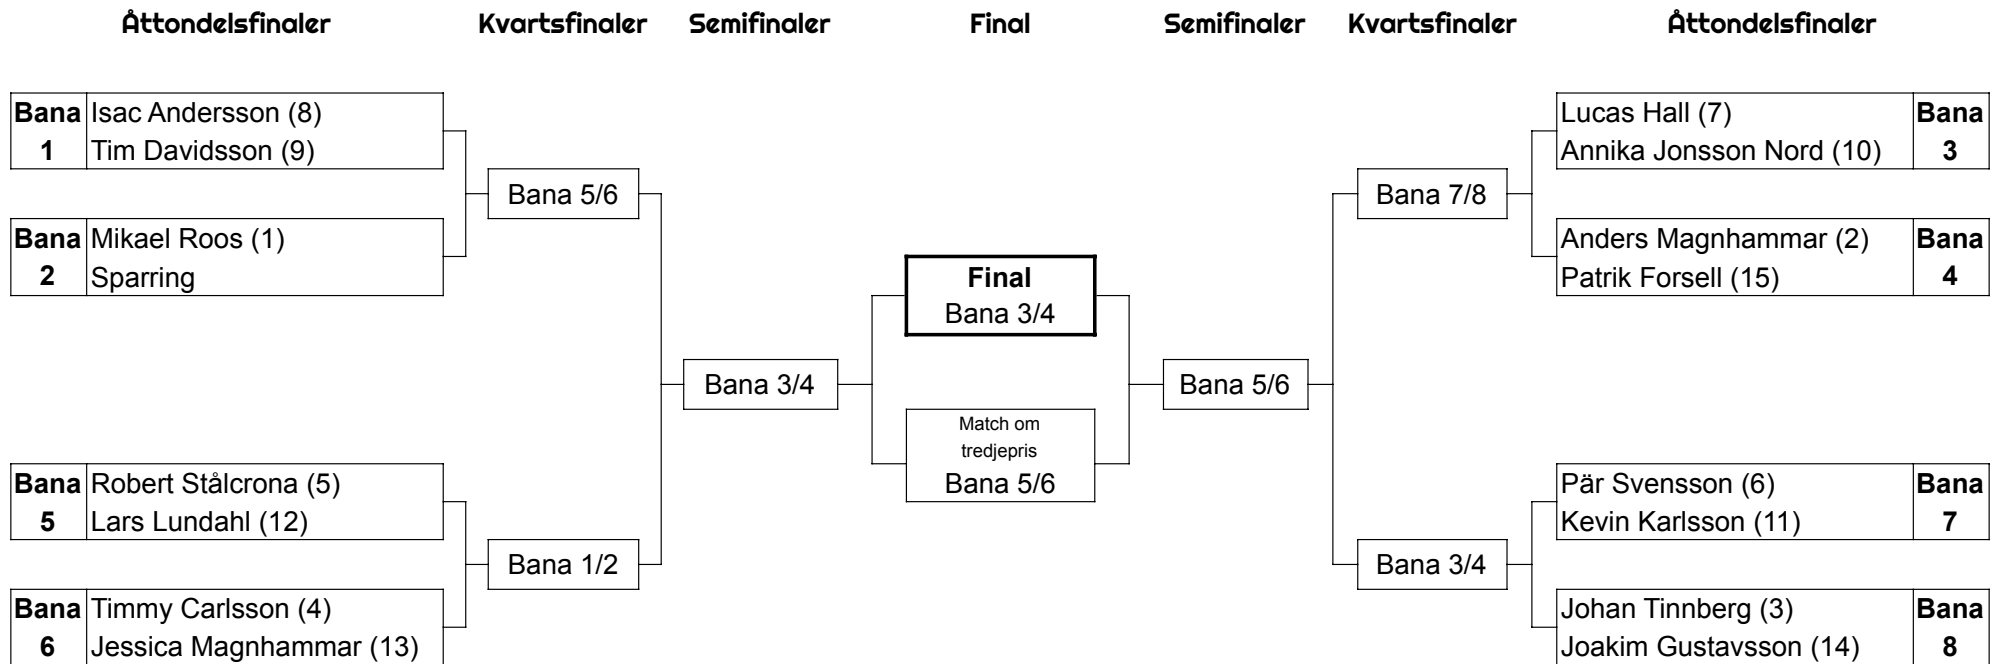 Åttondelsfinaler Kvartsfinaler Semifinaler Final Semifinaler Kvartsfinaler Åttondelsfinaler
Bana Isac Andersson (8)
1 Tim Davidsson (9)
Bana Mikael Roos (1)
2 Sparring
Bana 5/6
Bana Robert Stålcrona (5)
5 Lars Lundahl (12)
Bana Timmy Carlsson (4)
6 Jessica Magnhammar (13)
Bana 1/2
Bana 3/4
Final
Bana 3/4
Match om
tredjepris
Bana 5/6
Bana 5/6
Bana 7/8
Lucas Hall (7) Bana
Annika Jonsson Nord (10) 3
Anders Magnhammar (2) Bana
Patrik Forsell (15) 4
Bana 3/4
Pär Svensson (6) Bana
Kevin Karlsson (11) 7
Johan Tinnberg (3) Bana
Joakim Gustavsson (14) 8